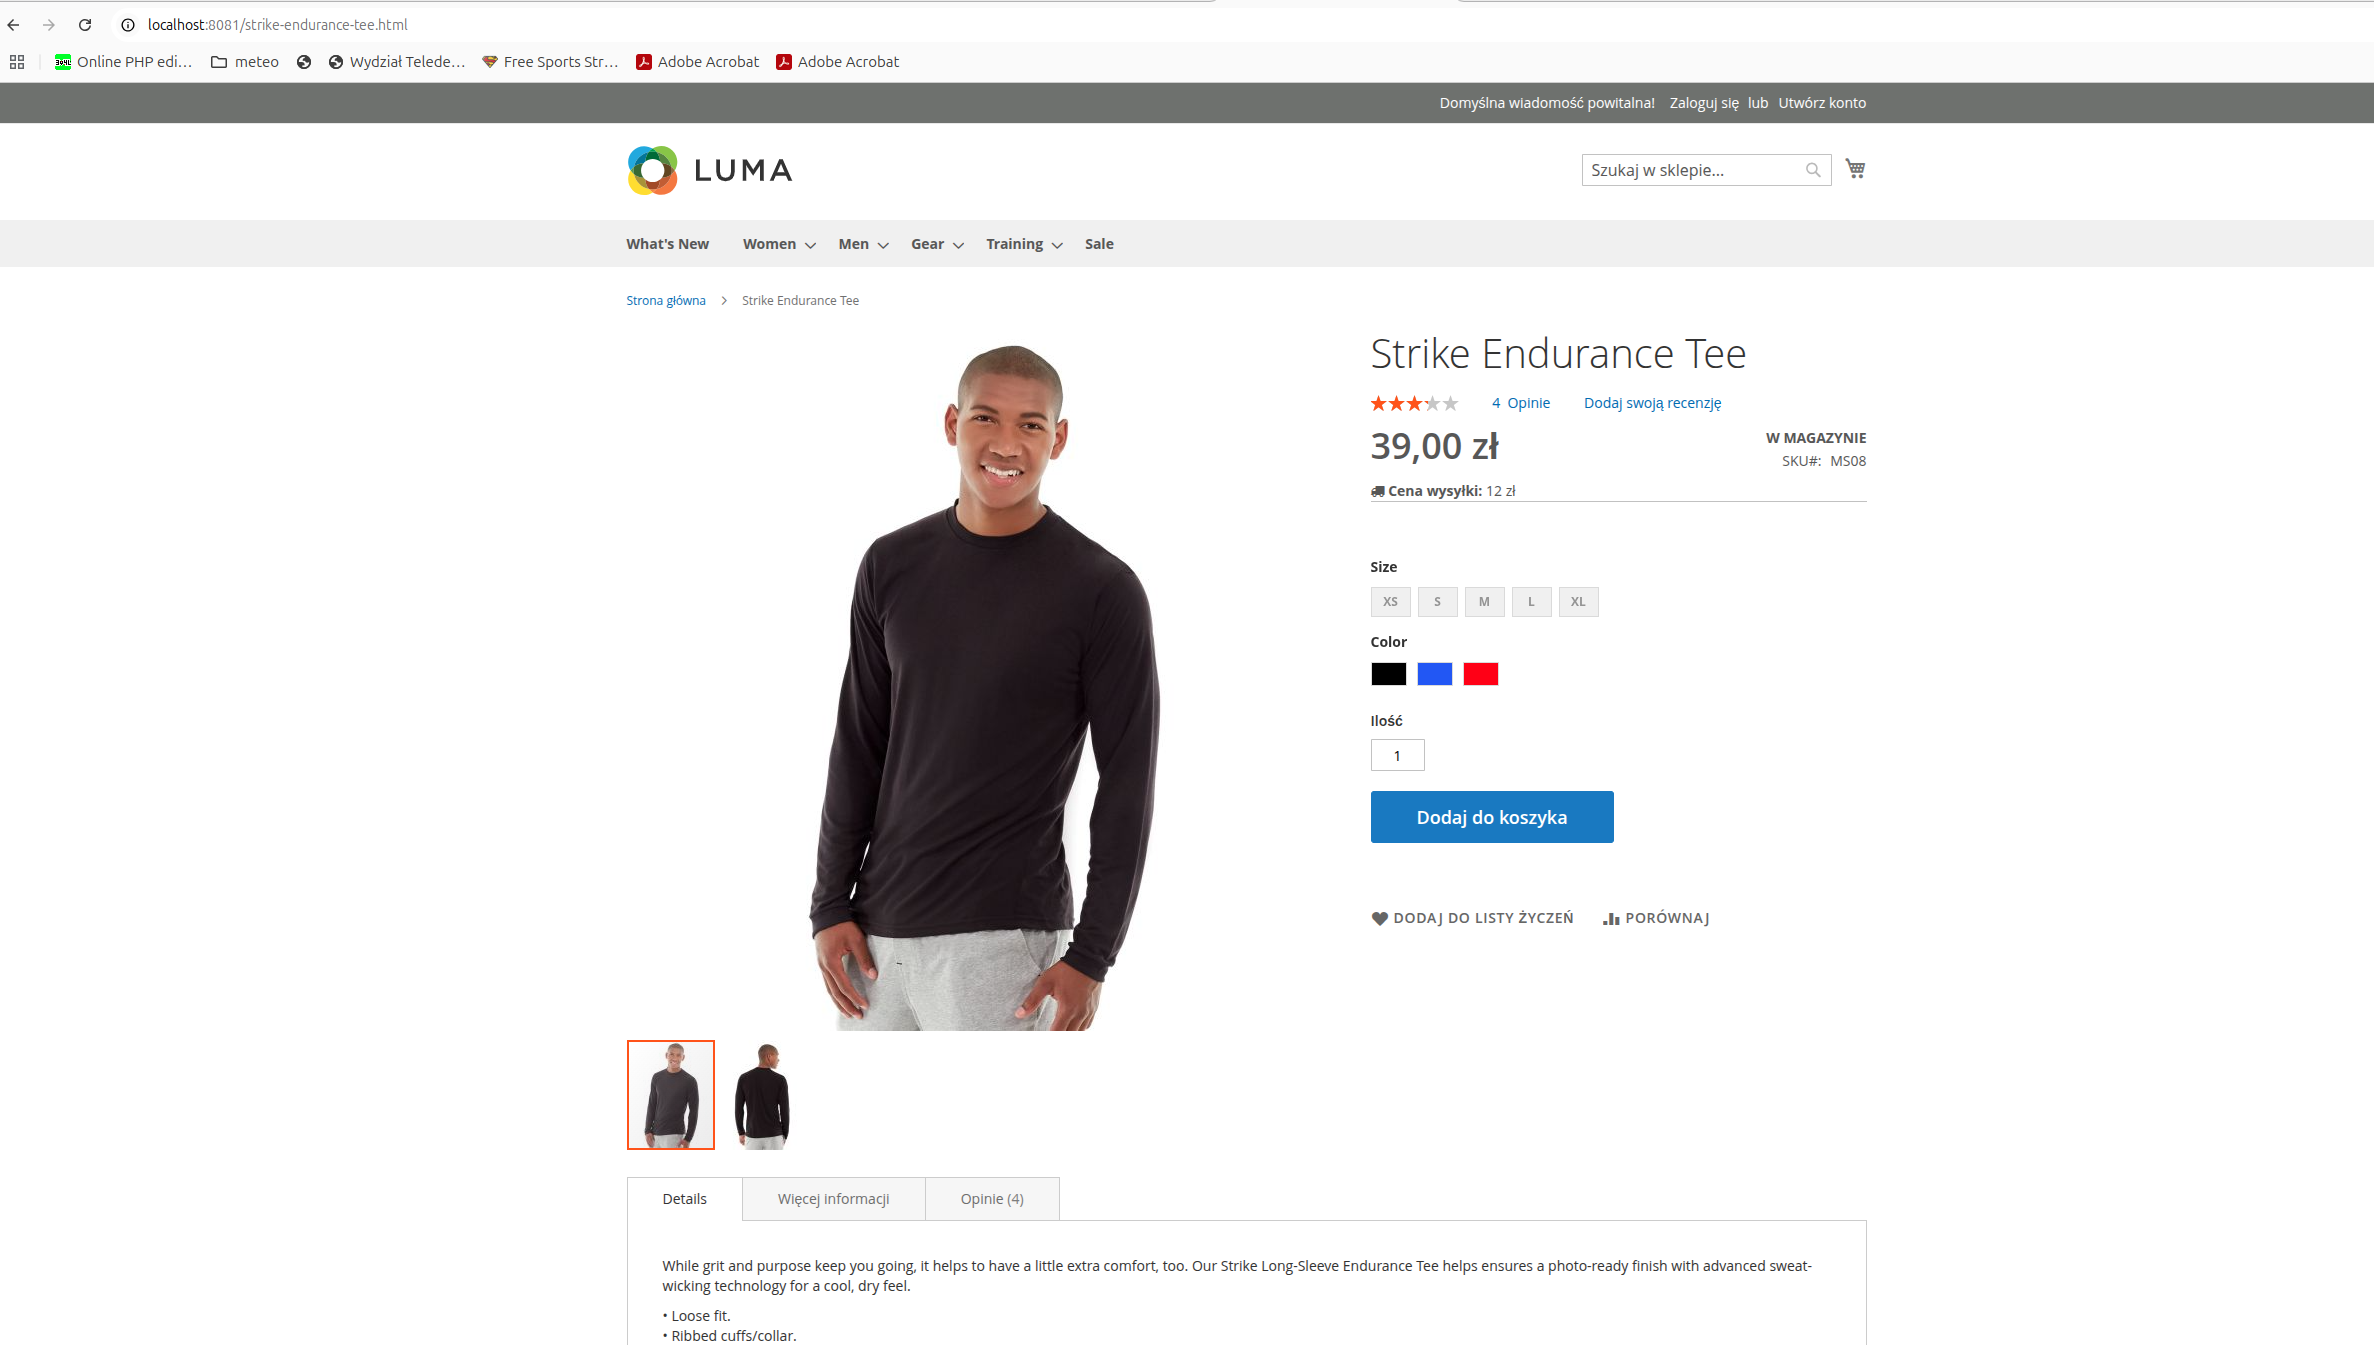 localhost:8081/strike-endurance-tee.html
Online PHP edi... meteo Wydział Telede... Free Sports Str... Adobe Acrobat Adobe Acrobat
Domyślna wiadomość powitalna! Zaloguj się lub Utwórz konto
LUMA
Szukaj w sklepie...
What's New Women Men Gear Training Sale
Strona główna > Strike Endurance Tee
Strike Endurance Tee
4 Opinie Dodaj swoją recenzję
39,00 zł
W MAGAZYNIE
SKU#: MS08
Cena wysyłki: 12 zł
Size
XS S M L XL
Color
Ilość
1
Dodaj do koszyka
DODAJ DO LISTY ŻYCZEŃ PORÓWNAJ
Details Więcej informacji Opinie (4)
While grit and purpose keep you going, it helps to have a little extra comfort, too. Our Strike Long-Sleeve Endurance Tee helps ensures a photo-ready finish with advanced sweat-
wicking technology for a cool, dry feel.
• Loose fit.
• Ribbed cuffs/collar.